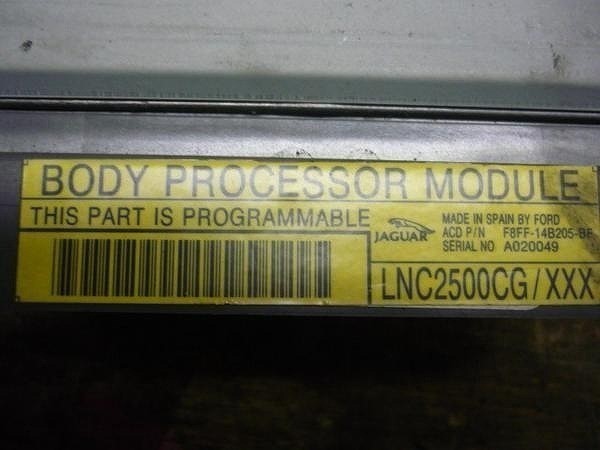 BODY PROCESSOR MODULE
THIS PART IS PROGRAMMABLE
JAGUAR
MADE IN SPAIN BY FORD
ACD P/N F8FF-14B205-BE
SERIAL NO A020049
LNC2500CG/XXX